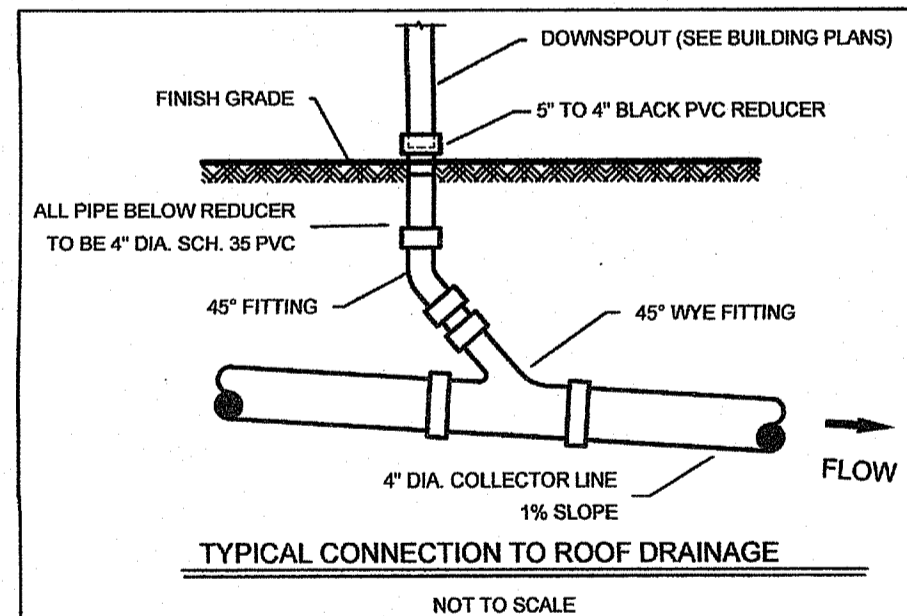 DOWNSPOUT (SEE BUILDING PLANS)
FINISH GRADE
5" TO 4" BLACK PVC REDUCER
ALL PIPE BELOW REDUCER
TO BE 4" DIA. SCH. 35 PVC
45° FITTING
45° WYE FITTING
4" DIA. COLLECTOR LINE
1% SLOPE
FLOW
TYPICAL CONNECTION TO ROOF DRAINAGE
NOT TO SCALE